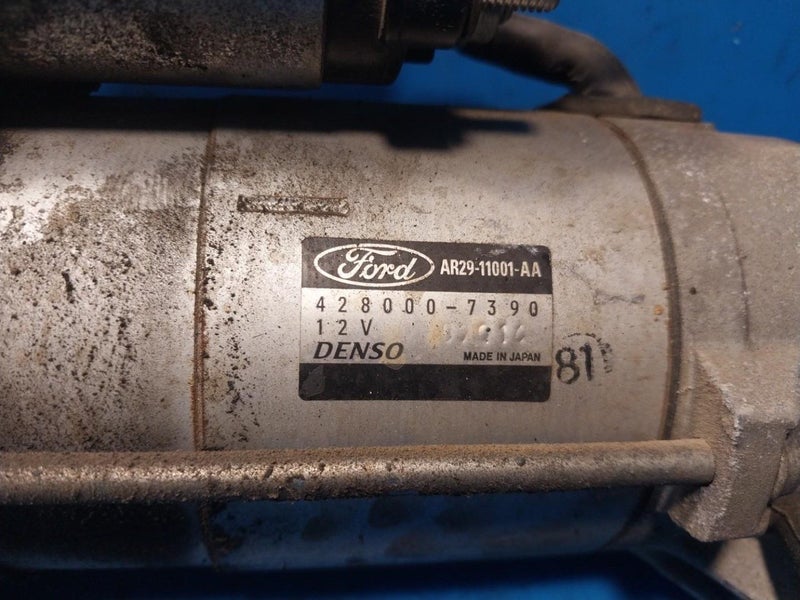 Ford AR29-11001-AA
428000-7390
12V
DENSO MADE IN JAPAN
81